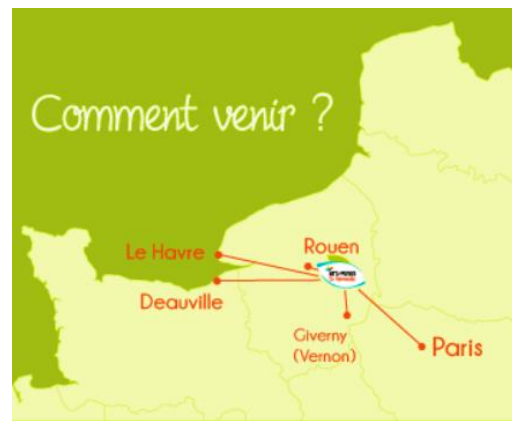 Comment venir ?
Le Havre
Rouen
Deauville
Giverny
(Vernon)
Paris